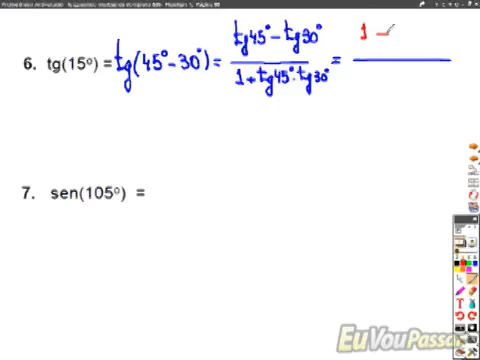 6. tg(15º) = tg(45° - 30°) = tg45° - tg30° / 1 + tg45° · tg30° = 1 -
7. sen(105º) =
EuVouPassar